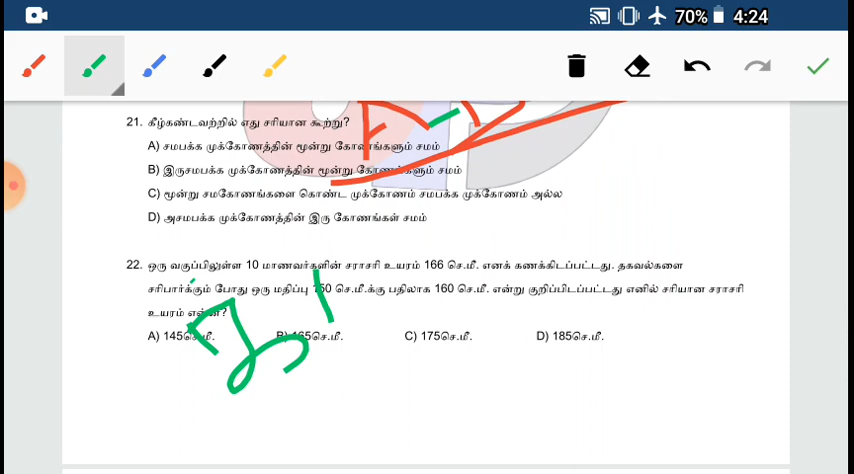 70% 4:24
21. கீழ்கண்டவற்றில் எது சரியான கூற்று?
A) சமபக்க முக்கோணத்தின் மூன்று கோணங்களும் சமம்
B) இருசமபக்க முக்கோணத்தின் மூன்று கோணங்களும் சமம்
C) மூன்று சமகோணங்களை கொண்ட முக்கோணம் சமபக்க முக்கோணம் அல்ல
D) அசமபக்க முக்கோணத்தின் இரு கோணங்கள் சமம்
22. ஒரு வகுப்பிலுள்ள 10 மாணவர்களின் சராசரி உயரம் 166 செ.மீ. எனக் கணக்கிடப்பட்டது. தகவல்களை
சரிபார்க்கும் போது ஒரு மதிப்பு 150 செ.மீ.க்கு பதிலாக 160 செ.மீ. என்று குறிப்பிடப்பட்டது எனில் சரியான சராசரி
உயரம் என்ன?
A) 145செ.மீ. B) 165செ.மீ. C) 175செ.மீ. D) 185செ.மீ.